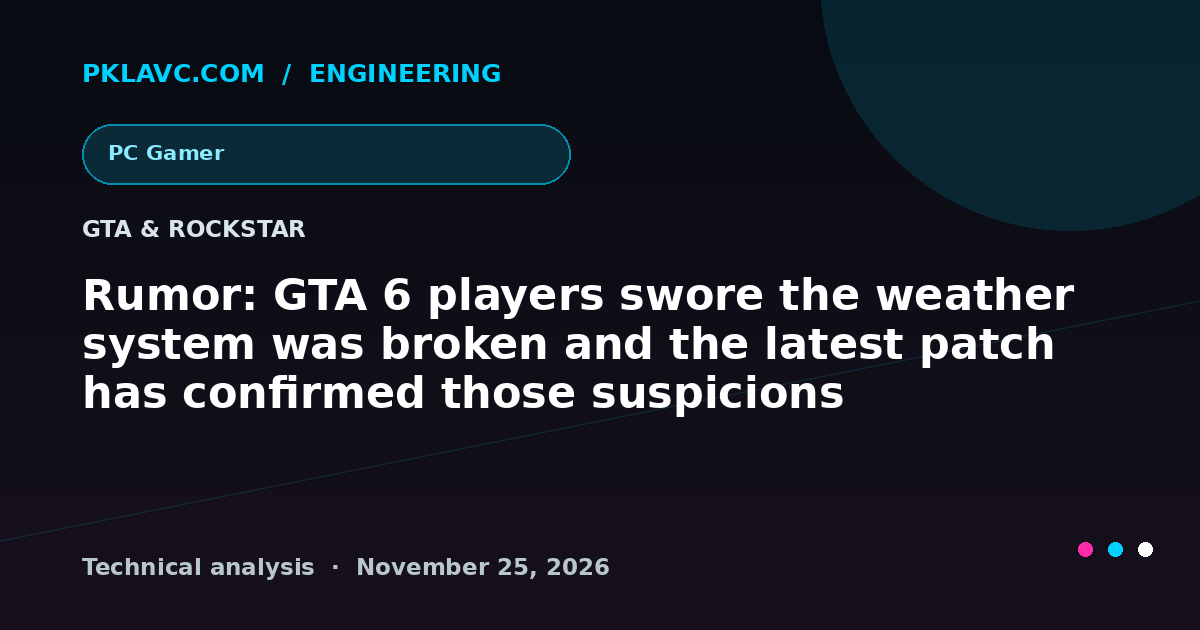 PKLAVC.COM / ENGINEERING
PC Gamer
GTA & ROCKSTAR
Rumor: GTA 6 players swore the weather
system was broken and the latest patch
has confirmed those suspicions
Technical analysis · November 25, 2026